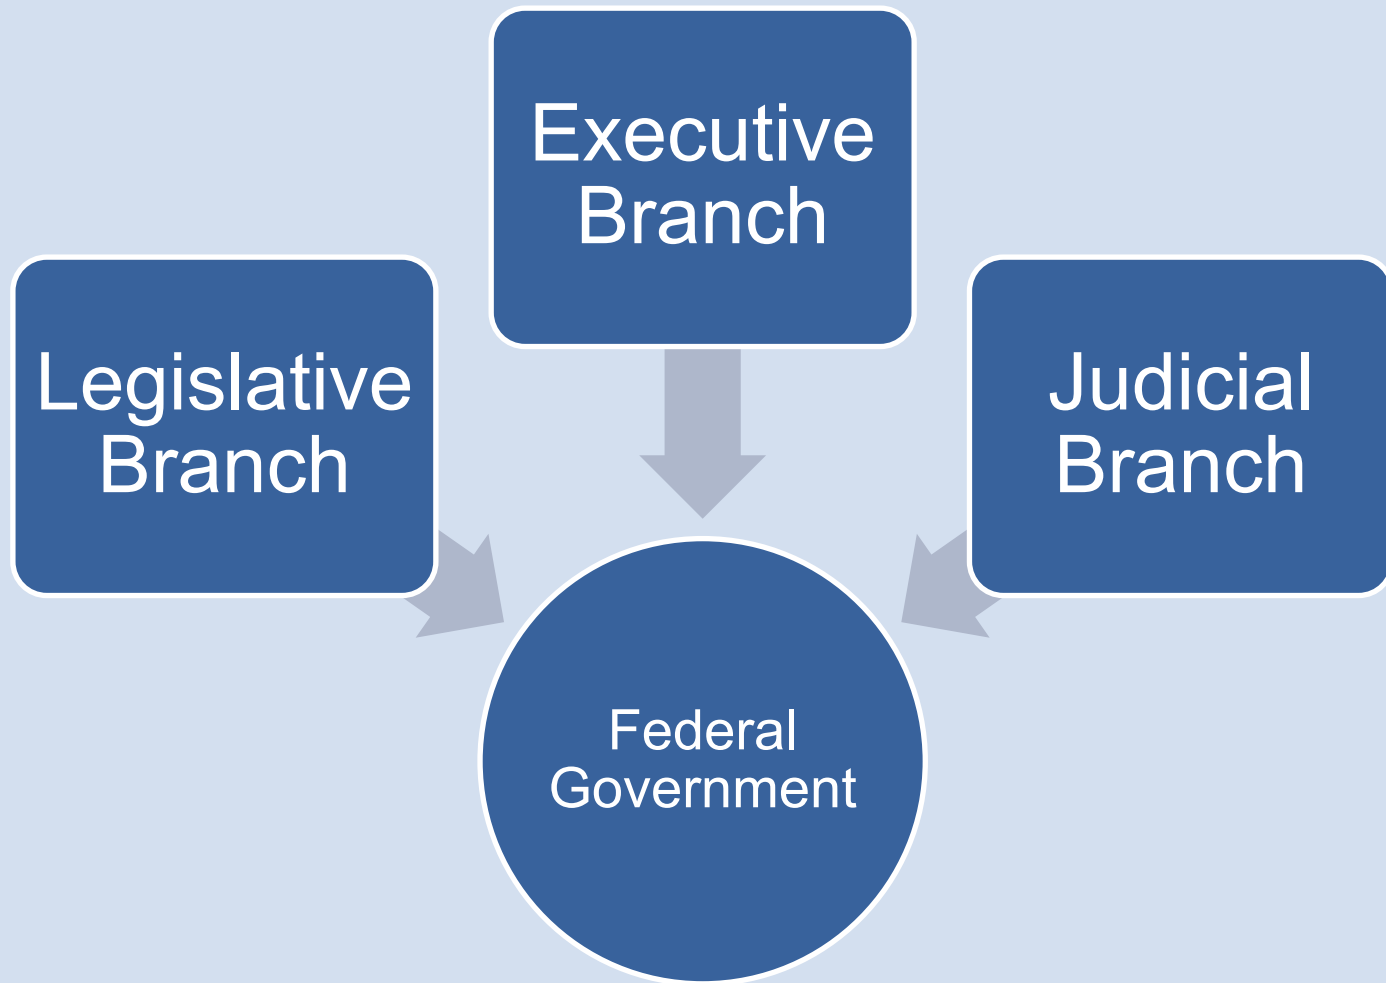 Executive
Branch
Legislative
Branch
Judicial
Branch
Federal
Government